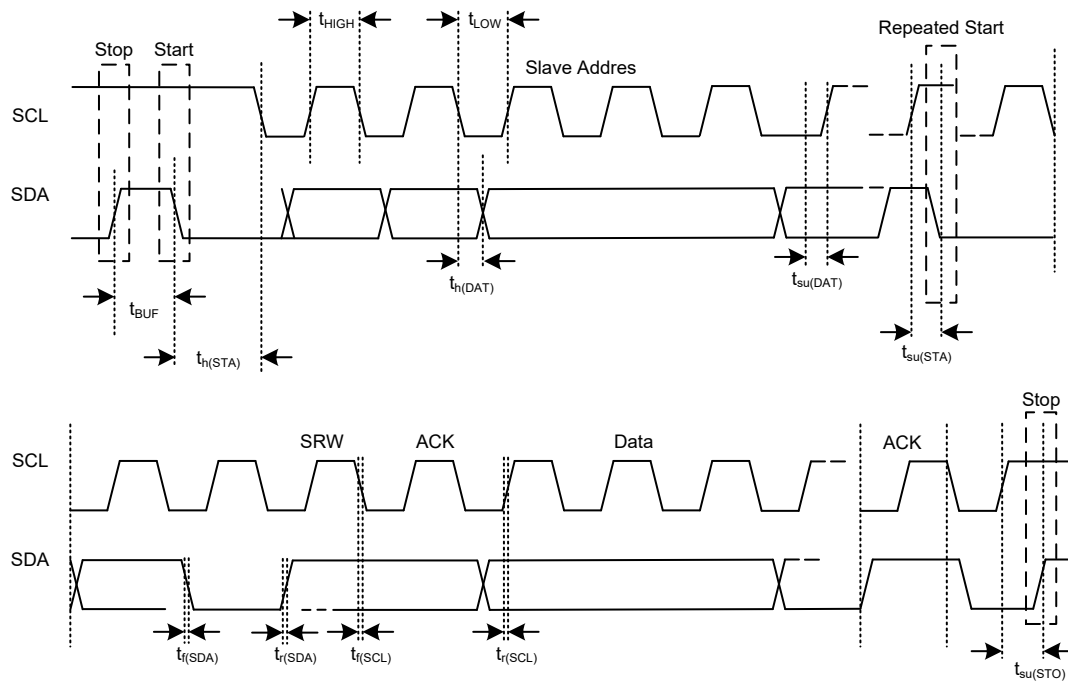 tHIGH
tLOW
Stop
Start
Slave Addres
Repeated Start
SCL
SDA
th(DAT)
tsu(DAT)
tBUF
th(STA)
tsu(STA)
Stop
SRW
ACK
Data
ACK
SCL
SDA
tf(SDA)
tr(SDA)
tf(SCL)
tr(SCL)
tsu(STO)